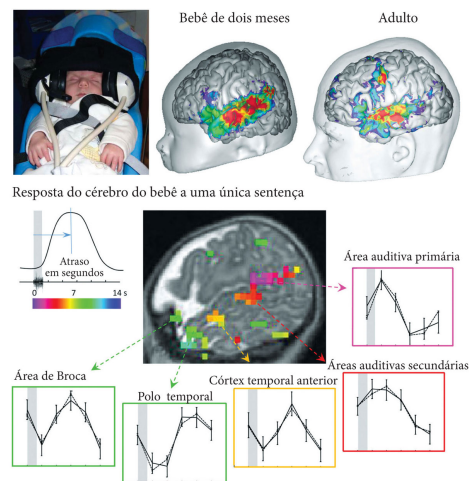 Bebê de dois meses
Adulto
Resposta do cérebro do bebê a uma única sentença
Atraso
em segundos
0 7 14 s
Área auditiva primária
Área de Broca
Polo temporal
Córtex temporal anterior
Áreas auditivas secundárias